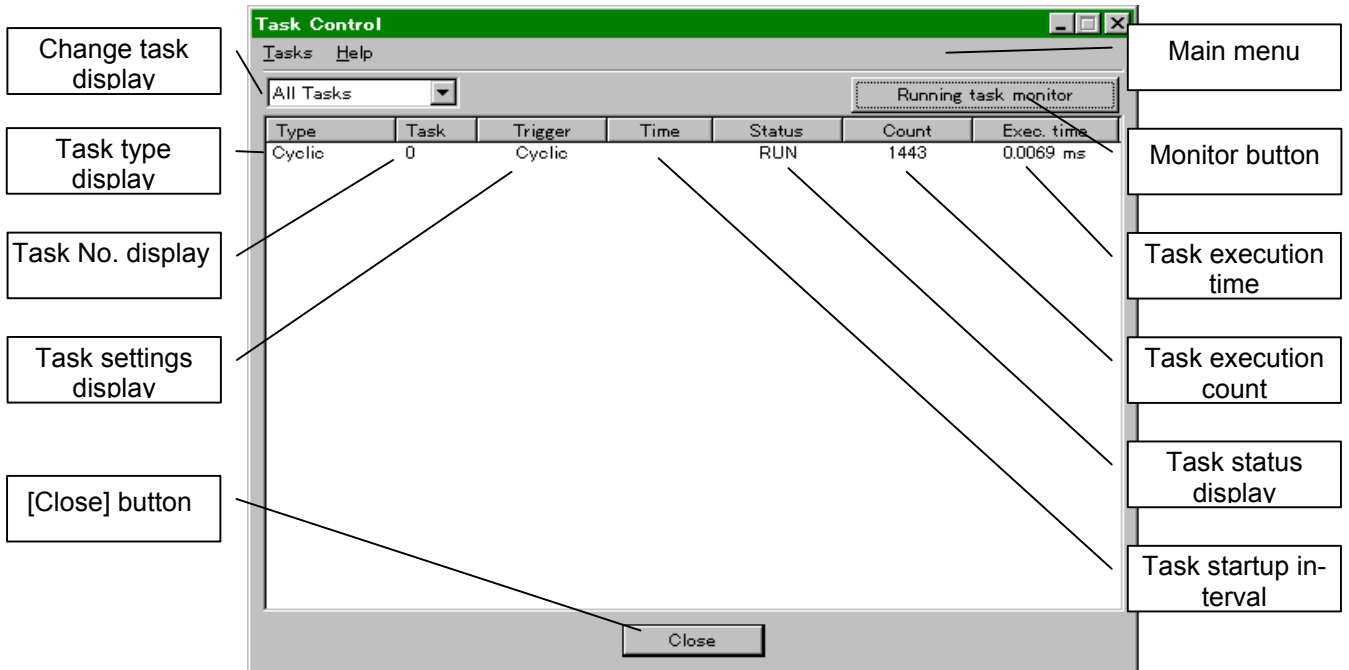 Task Control
Change task
display
Tasks Help
Main menu
All Tasks
Running task monitor
Type Task Trigger Time Status Count Exec. time
Cyclic 0 Cyclic RUN 1443 0.0069 ms
Task type
display
Monitor button
Task No. display
Task execution
time
Task settings
display
Task execution
count
Task status
display
[Close] button
Task startup in-
terval
Close